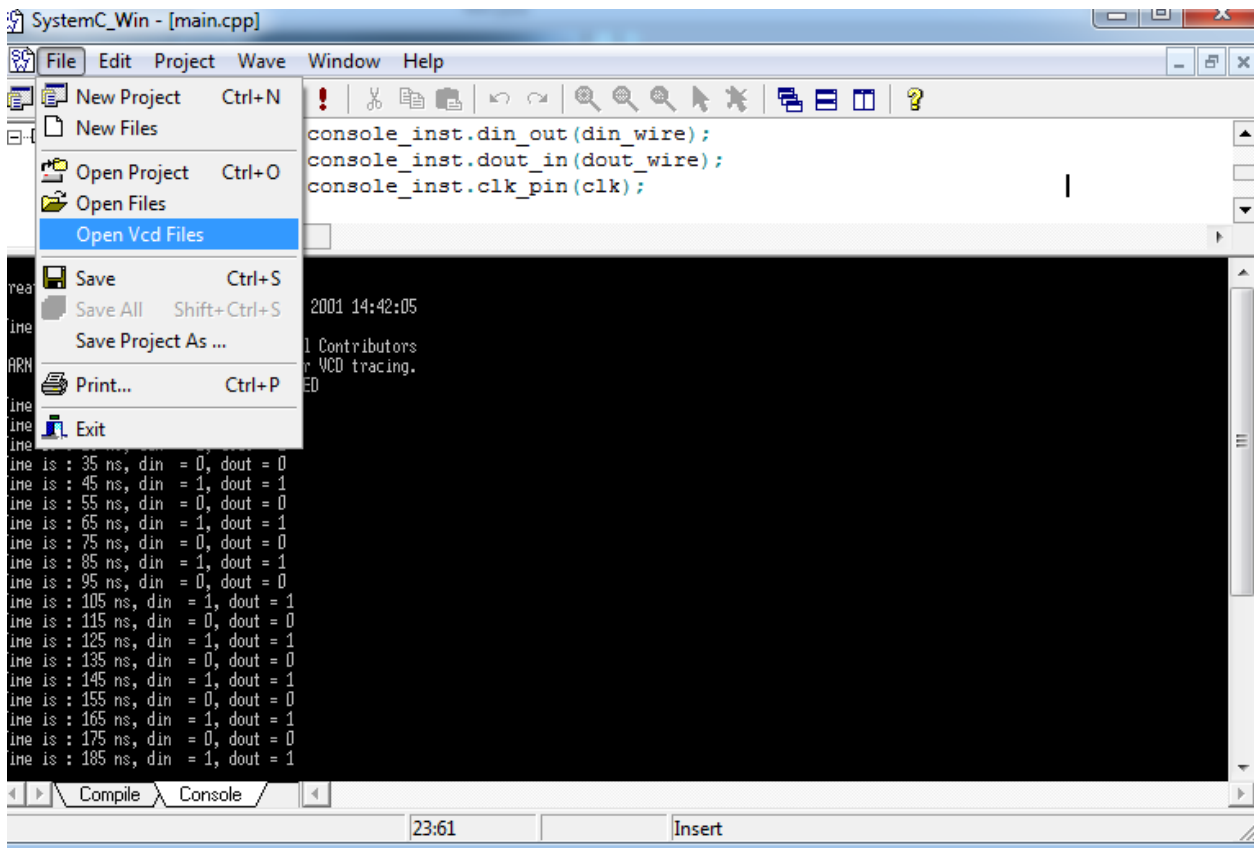 SystemC_Win - [main.cpp]
File Edit Project Wave Window Help
New Project Ctrl+N
New Files
Open Project Ctrl+O
Open Files
Open Vcd Files
Save Ctrl+S
Save All Shift+Ctrl+S
Save Project As ...
Print... Ctrl+P
Exit
console_inst.din_out(din_wire);
console_inst.dout_in(dout_wire);
console_inst.clk_pin(clk);
2001 14:42:05
l Contributors
r VCD tracing.
ED
ime is : 35 ns, din = 0, dout = 0
ime is : 45 ns, din = 1, dout = 1
ime is : 55 ns, din = 0, dout = 0
ime is : 65 ns, din = 1, dout = 1
ime is : 75 ns, din = 0, dout = 0
ime is : 85 ns, din = 1, dout = 1
ime is : 95 ns, din = 0, dout = 0
ime is : 105 ns, din = 1, dout = 1
ime is : 115 ns, din = 0, dout = 0
ime is : 125 ns, din = 1, dout = 1
ime is : 135 ns, din = 0, dout = 0
ime is : 145 ns, din = 1, dout = 1
ime is : 155 ns, din = 0, dout = 0
ime is : 165 ns, din = 1, dout = 1
ime is : 175 ns, din = 0, dout = 0
ime is : 185 ns, din = 1, dout = 1
Compile Console
23:61 Insert